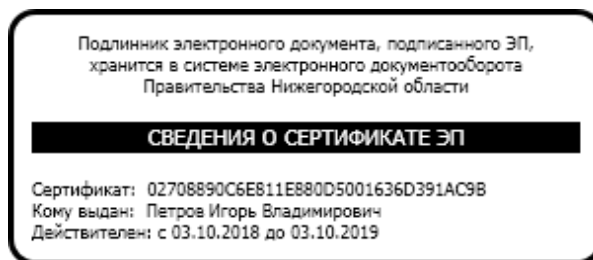 Подлинник электронного документа, подписанного ЭП,
хранится в системе электронного документооборота
Правительства Нижегородской области
СВЕДЕНИЯ О СЕРТИФИКАТЕ ЭП
Сертификат: 02708890C6E811E880D5001636D391AC9B
Кому выдан: Петров Игорь Владимирович
Действителен: с 03.10.2018 до 03.10.2019